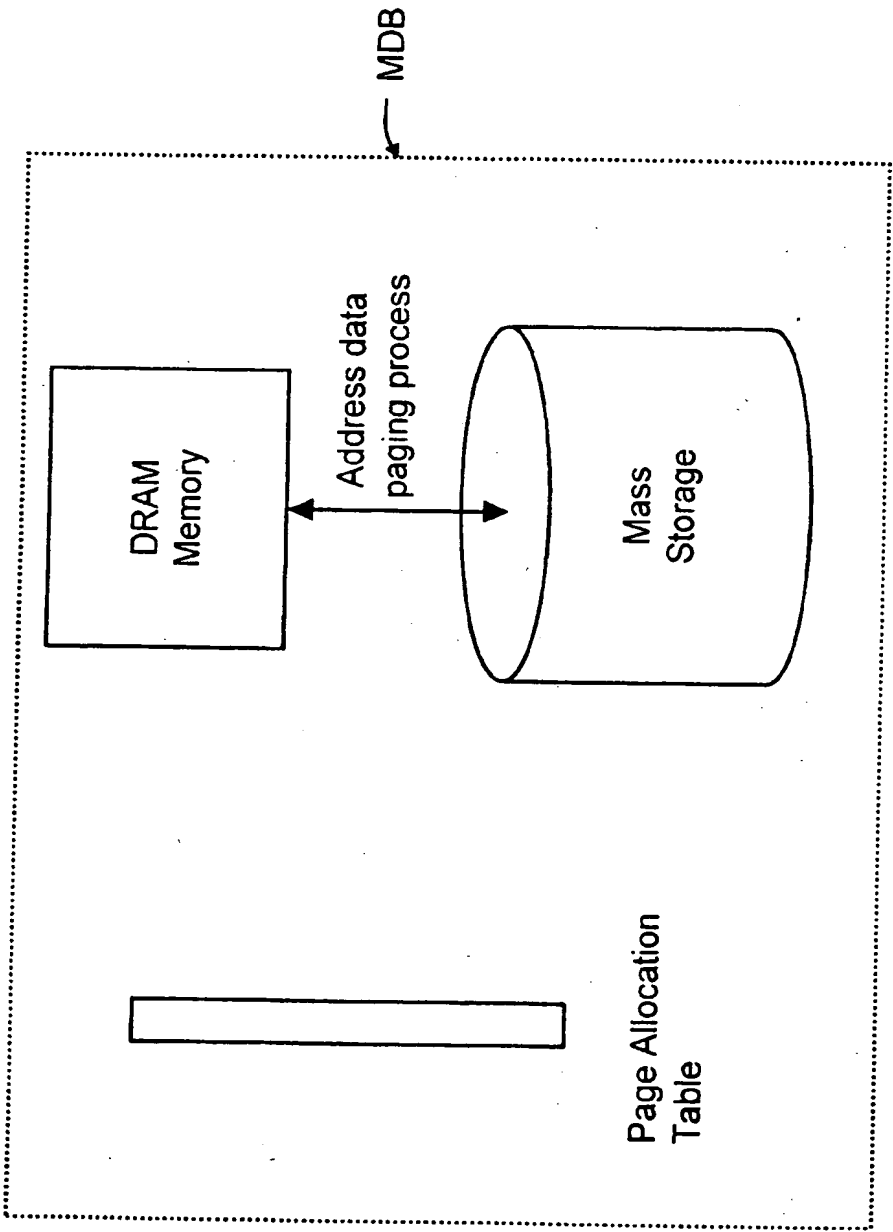 MDB
DRAM
Memory
Address data
paging process
Mass
Storage
Page Allocation
Table